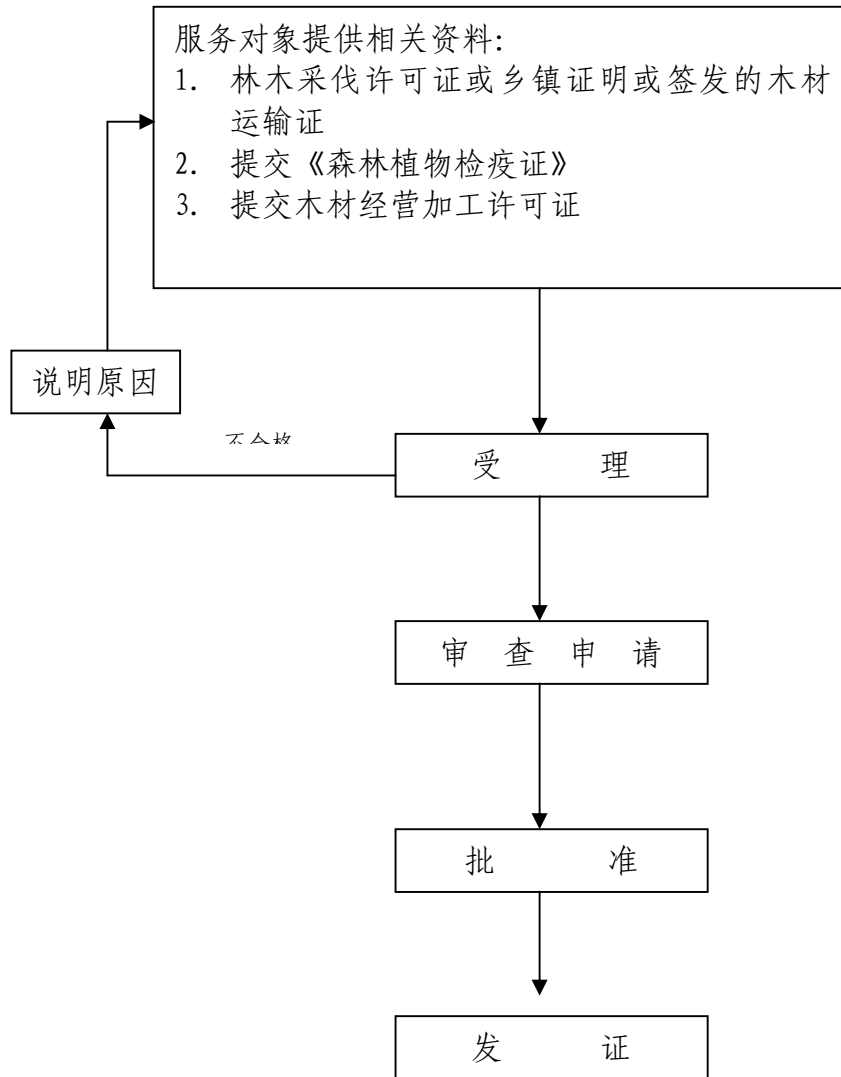 服务对象提供相关资料:
1. 林木采伐许可证或乡镇证明或签发的木材
运输证
2. 提交《森林植物检疫证》
3. 提交木材经营加工许可证
说明原因
不合格
受 理
审 查 申 请
批 准
发 证